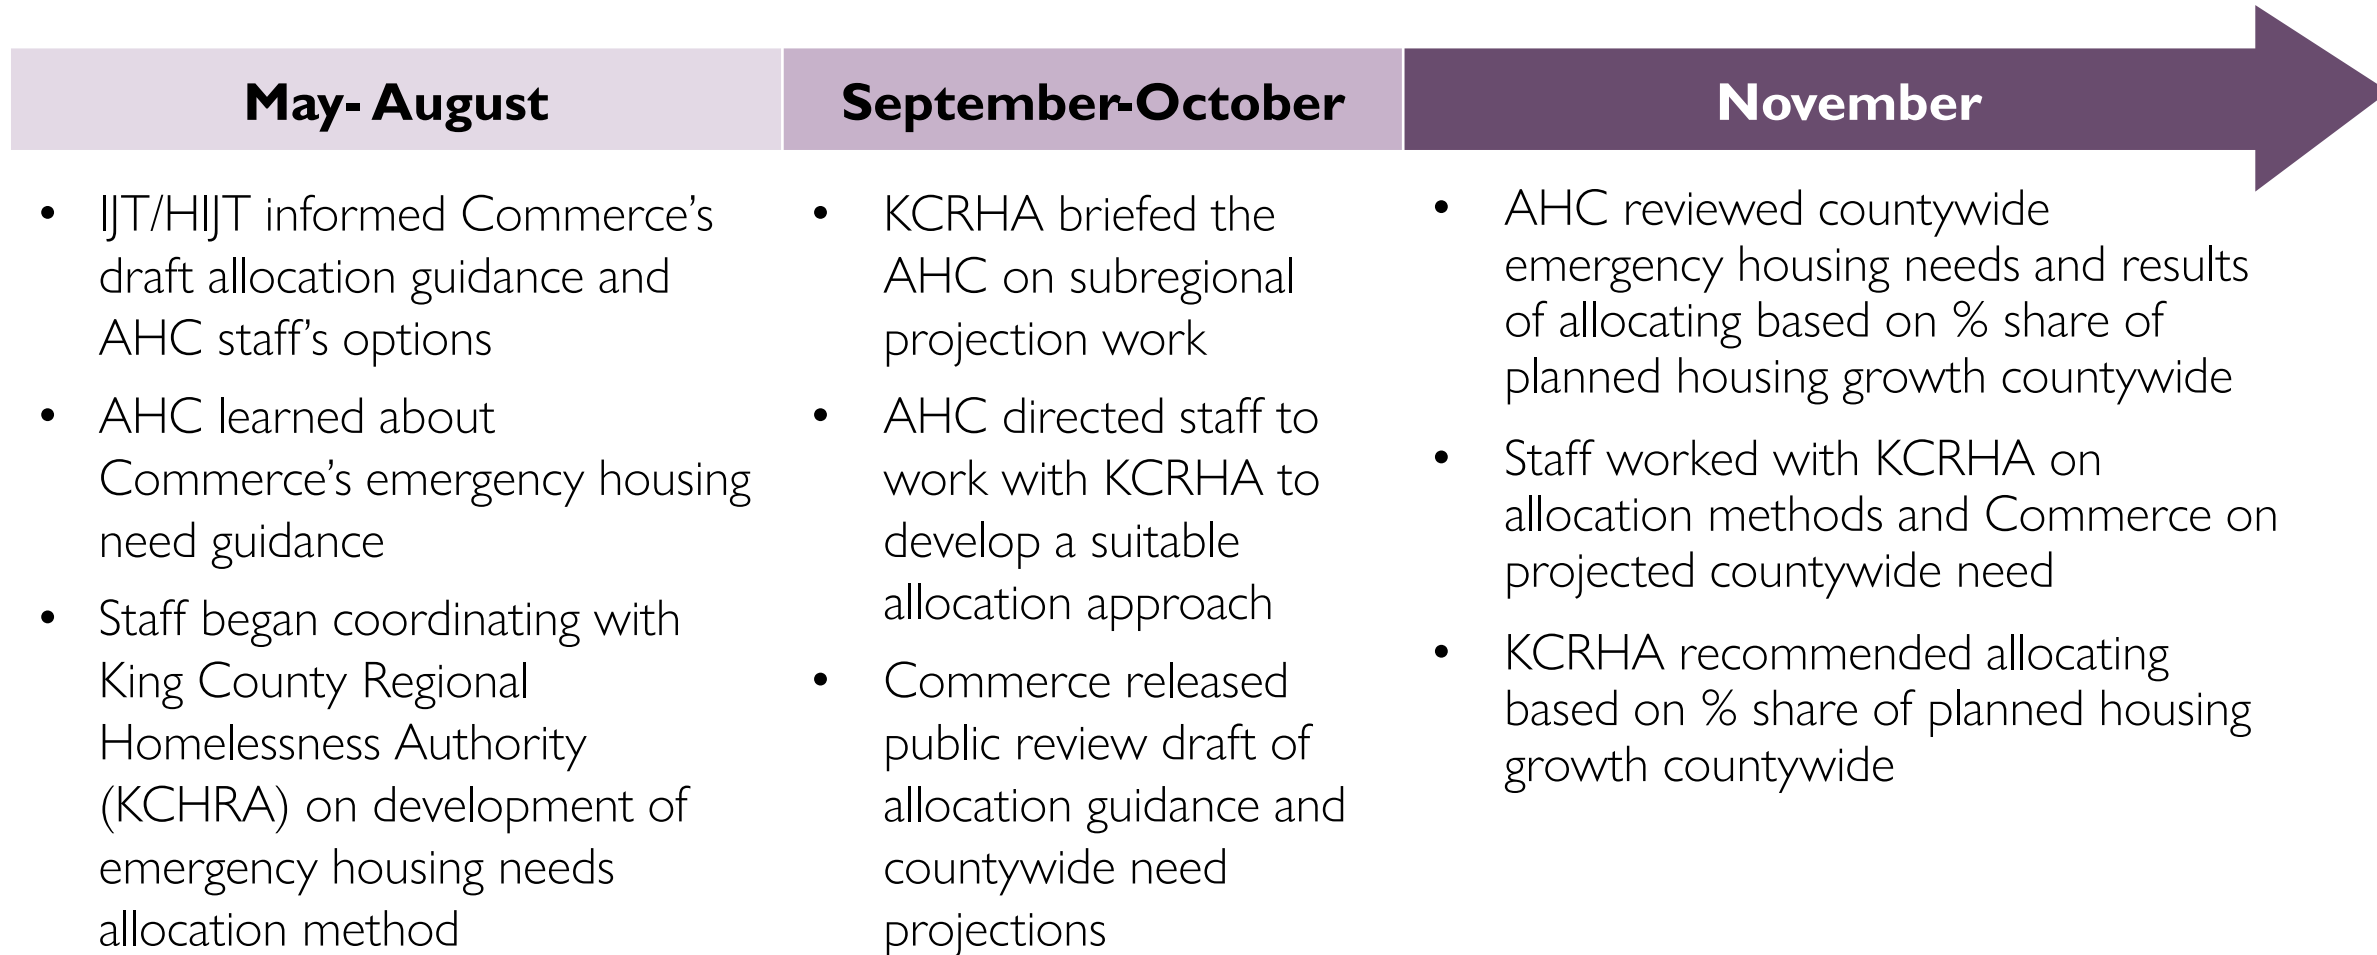 May- August
• IJT/HIJT informed Commerce’s
draft allocation guidance and
AHC staff’s options
• AHC learned about
Commerce’s emergency housing
need guidance
• Staff began coordinating with
King County Regional
Homelessness Authority
(KCHRA) on development of
emergency housing needs
allocation method
September-October
• KCRHA briefed the
AHC on subregional
projection work
• AHC directed staff to
work with KCRHA to
develop a suitable
allocation approach
• Commerce released
public review draft of
allocation guidance and
countywide need
projections
November
• AHC reviewed countywide
emergency housing needs and results
of allocating based on % share of
planned housing growth countywide
• Staff worked with KCRHA on
allocation methods and Commerce on
projected countywide need
• KCRHA recommended allocating
based on % share of planned housing
growth countywide